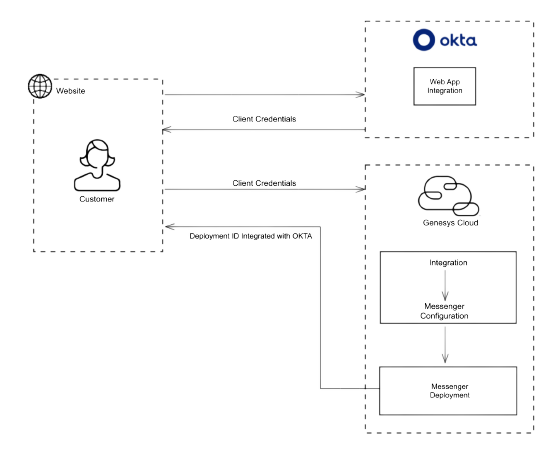 okta
Web App
Integration
Website
Client Credentials
Customer
Client Credentials
Genesys Cloud
Deployment ID Integrated with OKTA
Integration
Messenger
Configuration
Messenger
Deployment